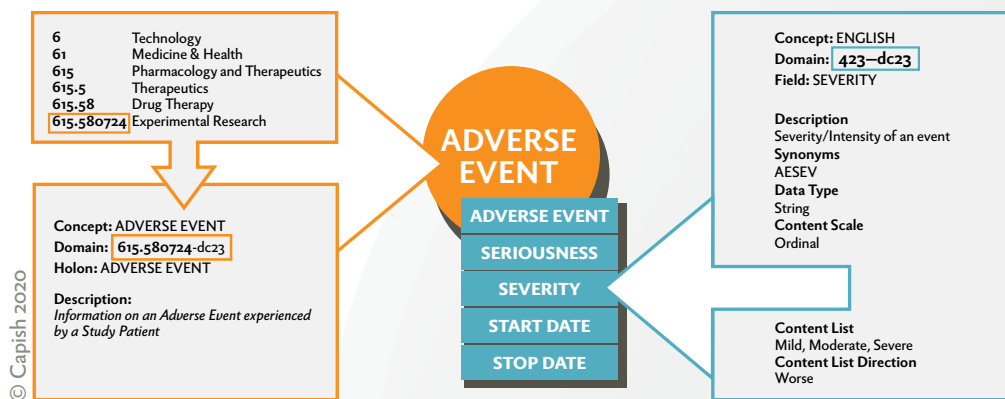 6 Technology
61 Medicine & Health
615 Pharmacology and Therapeutics
615.5 Therapeutics
615.58 Drug Therapy
615.580724 Experimental Research
Concept: ADVERSE EVENT
Domain: 615.580724-dc23
Holon: ADVERSE EVENT
Description:
Information on an Adverse Event experienced
by a Study Patient
© Capish 2020
ADVERSE
EVENT
ADVERSE EVENT
SERIOUSNESS
SEVERITY
START DATE
STOP DATE
Concept: ENGLISH
Domain: 423—dc23
Field: SEVERITY
Description
Severity/Intensity of an event
Synonyms
AESEV
Data Type
String
Content Scale
Ordinal
Content List
Mild, Moderate, Severe
Content List Direction
Worse